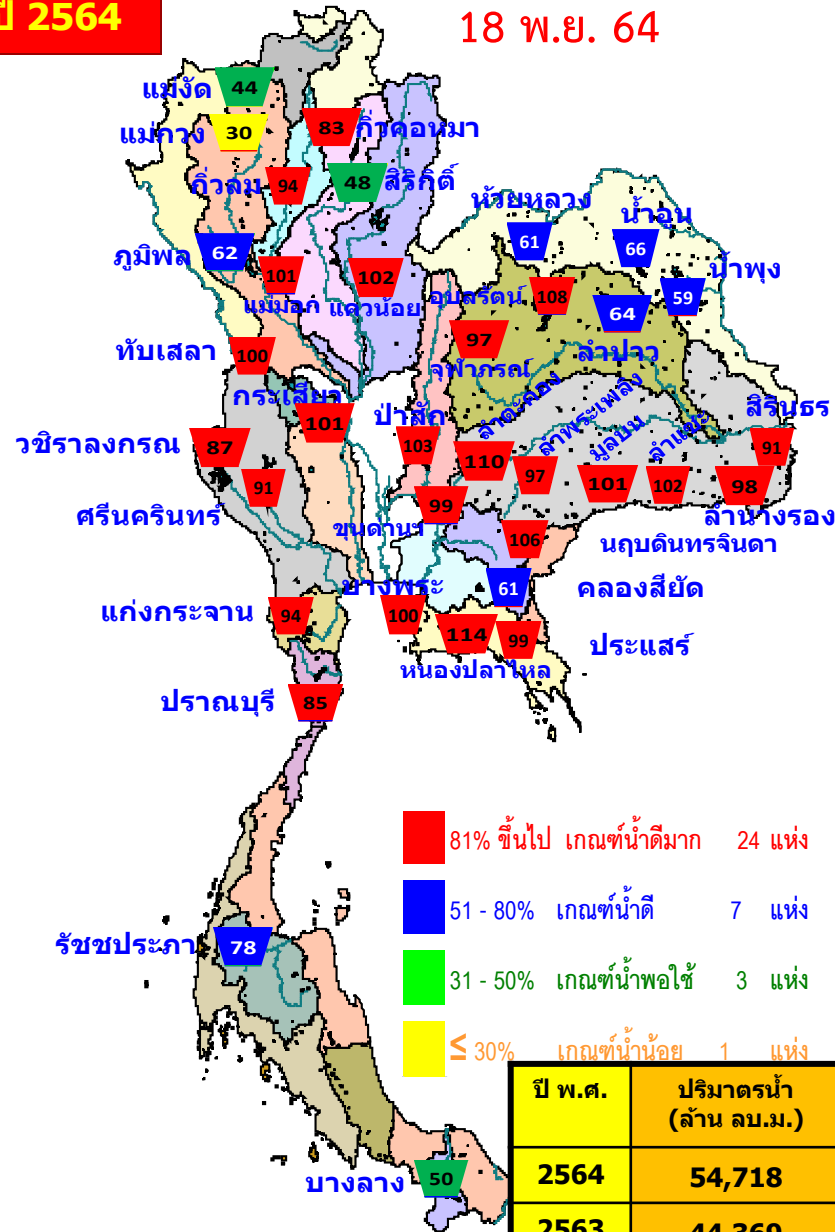 ปี 2564
18 พ.ย. 64
แม่งัด 44
แม่กวง 30
83 กิ่วคอหมา
กิ่วลม 94
48 สิริกิติ์
ห้วยหลวง
61
น้ำอูน
66
ภูมิพล 62
101
แม่มอก
102
แควน้อย
อุบลรัตน์ 108
64
ลำปาว
59
น้ำพุง
97
จุฬาภรณ์
ทับเสลา 100
กระเสียว
101
ป่าสัก
103
ลำตะคอง
110
ลำพระเพลิง
97
มูลบน
101
ลำแชะ
102
สิรินธร
91
วชิราลงกรณ 87
98
ลำนางรอง
ศรีนครินทร์ 91
99
ขุนด่านฯ
106
นฤบดินทรจินดา
บางพระ
100
61
คลองสียัด
แก่งกระจาน 94
114
หนองปลาไหล
99
ประแสร์
ปราณบุรี 85
81% ขึ้นไป เกณฑ์น้ำดีมาก 24 แห่ง
51 - 80% เกณฑ์น้ำดี 7 แห่ง
รัชชประภา 78
31 - 50% เกณฑ์น้ำพอใช้ 3 แห่ง
≤ 30% เกณฑ์น้ำน้อย 1 แห่ง
บางลาง 50
ปี พ.ศ. ปริมาตรน้ำ
(ล้าน ลบ.ม.)
2564 54,718
2563 44,369